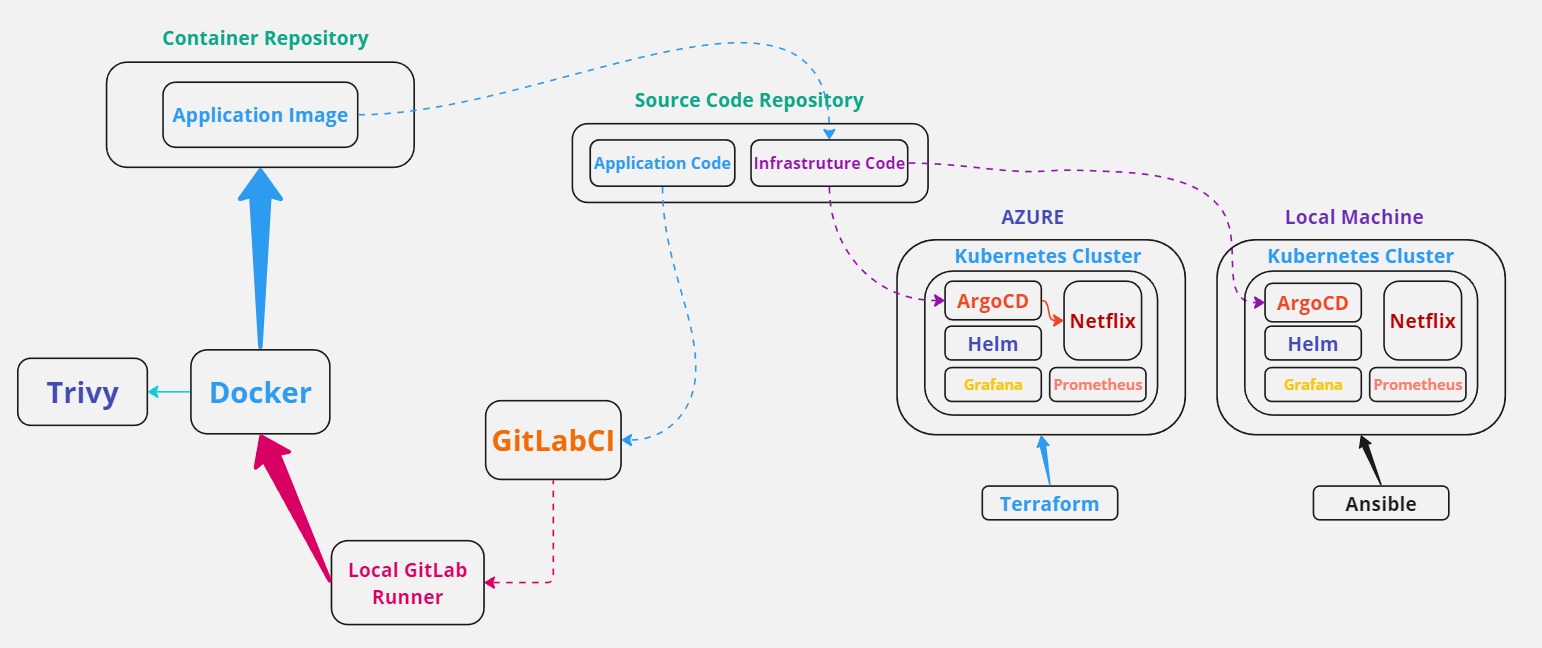 Container Repository
Application Image
Source Code Repository
Application Code
Infrastruture Code
AZURE
Kubernetes Cluster
ArgoCD
Netflix
Helm
Grafana
Prometheus
Terraform
Local Machine
Kubernetes Cluster
ArgoCD
Netflix
Helm
Grafana
Prometheus
Ansible
Trivy
Docker
GitLabCI
Local GitLab
Runner